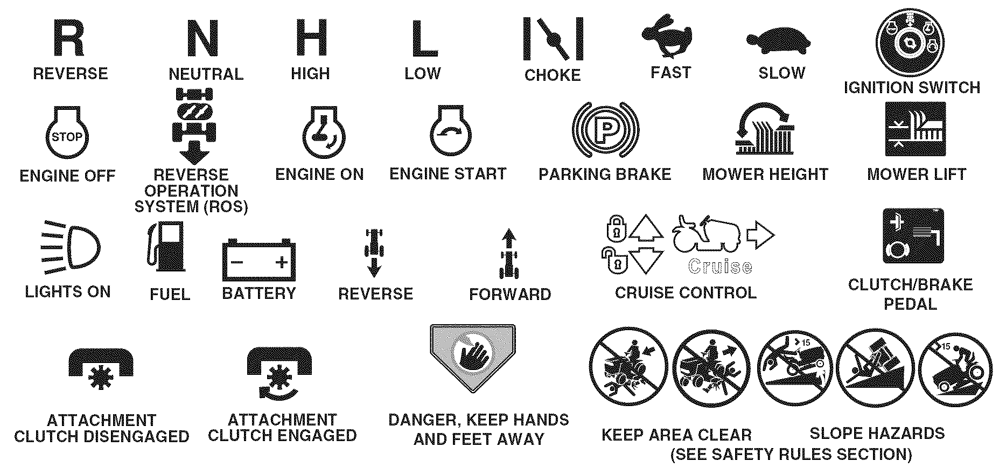 R N H L
REVERSE NEUTRAL HIGH LOW CHOKE FAST SLOW
IGNITION SWITCH
STOP P
ENGINE OFF REVERSE ENGINE ON ENGINE START PARKING BRAKE MOWER HEIGHT MOWER LIFT
OPERATION
SYSTEM (ROS)
- +
Cruise
LIGHTS ON FUEL BATTERY REVERSE FORWARD CRUISE CONTROL CLUTCH/BRAKE
PEDAL
>15 >15
ATTACHMENT ATTACHMENT DANGER, KEEP HANDS
CLUTCH DISENGAGED CLUTCH ENGAGED AND FEET AWAY KEEP AREA CLEAR SLOPE HAZARDS
(SEE SAFETY RULES SECTION)